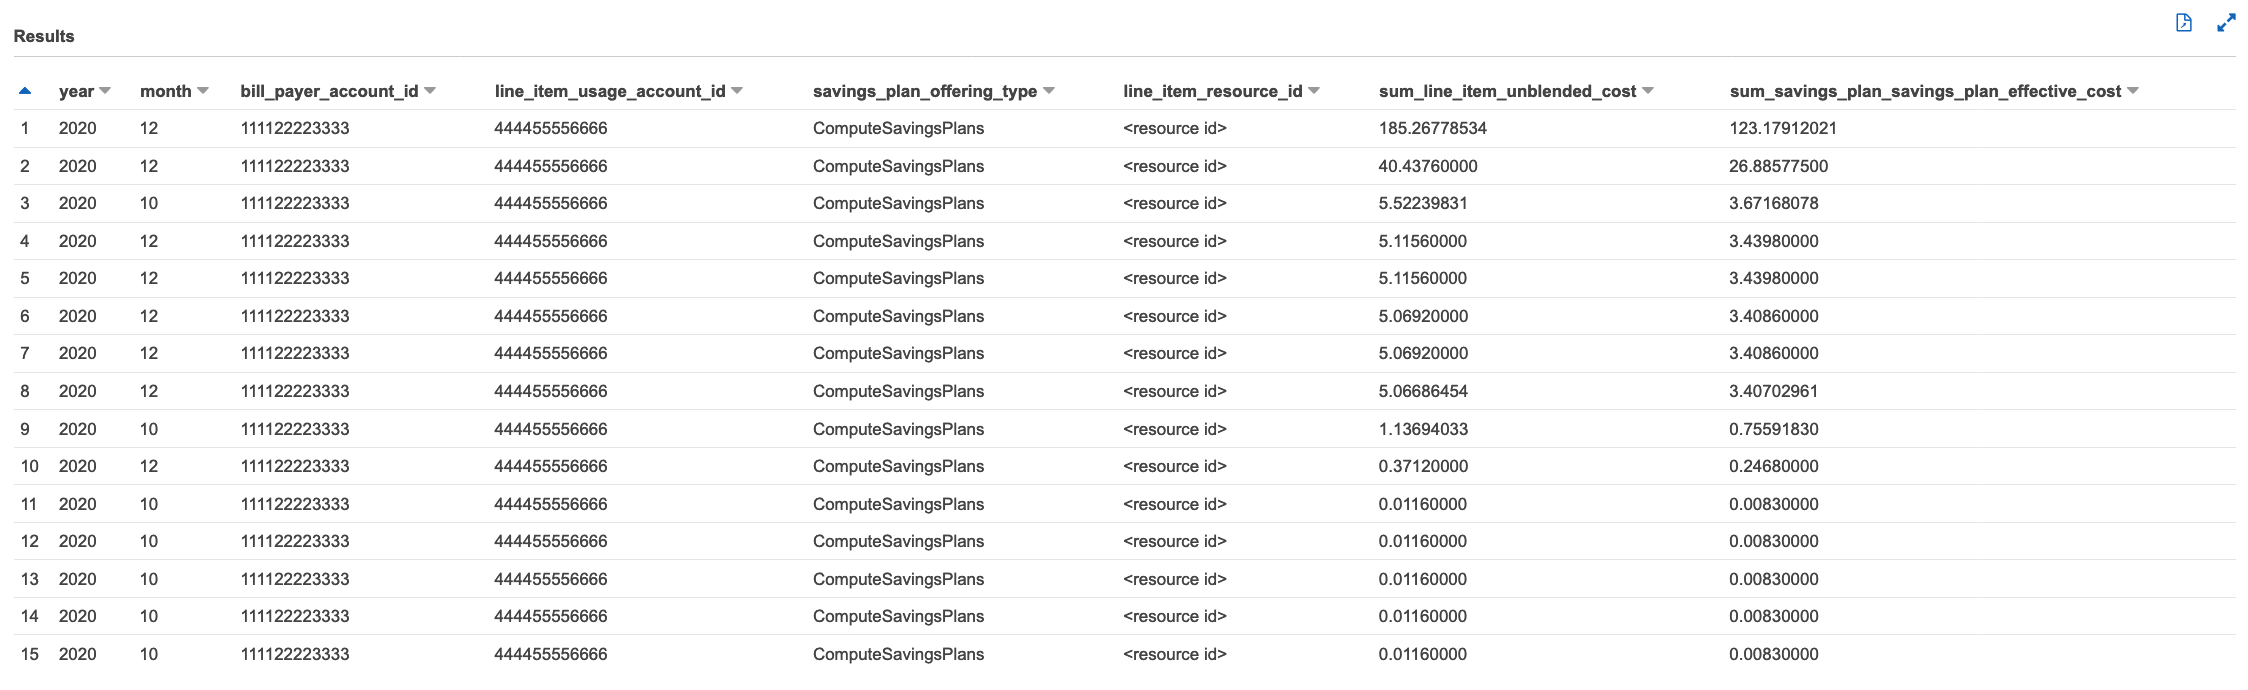 Results
year month bill_payer_account_id line_item_usage_account_id savings_plan_offering_type line_item_resource_id sum_line_item_unblended_cost sum_savings_plan_savings_plan_effective_cost
1 2020 12 111122223333 444455556666 ComputeSavingsPlans <resource id> 185.26778534 123.17912021
2 2020 12 111122223333 444455556666 ComputeSavingsPlans <resource id> 40.43760000 26.88577500
3 2020 10 111122223333 444455556666 ComputeSavingsPlans <resource id> 5.52239831 3.67168078
4 2020 12 111122223333 444455556666 ComputeSavingsPlans <resource id> 5.11560000 3.43980000
5 2020 12 111122223333 444455556666 ComputeSavingsPlans <resource id> 5.11560000 3.43980000
6 2020 12 111122223333 444455556666 ComputeSavingsPlans <resource id> 5.06920000 3.40860000
7 2020 12 111122223333 444455556666 ComputeSavingsPlans <resource id> 5.06920000 3.40860000
8 2020 12 111122223333 444455556666 ComputeSavingsPlans <resource id> 5.06686454 3.40702961
9 2020 10 111122223333 444455556666 ComputeSavingsPlans <resource id> 1.13694033 0.75591830
10 2020 12 111122223333 444455556666 ComputeSavingsPlans <resource id> 0.37120000 0.24680000
11 2020 10 111122223333 444455556666 ComputeSavingsPlans <resource id> 0.01160000 0.00830000
12 2020 10 111122223333 444455556666 ComputeSavingsPlans <resource id> 0.01160000 0.00830000
13 2020 10 111122223333 444455556666 ComputeSavingsPlans <resource id> 0.01160000 0.00830000
14 2020 10 111122223333 444455556666 ComputeSavingsPlans <resource id> 0.01160000 0.00830000
15 2020 10 111122223333 444455556666 ComputeSavingsPlans <resource id> 0.01160000 0.00830000